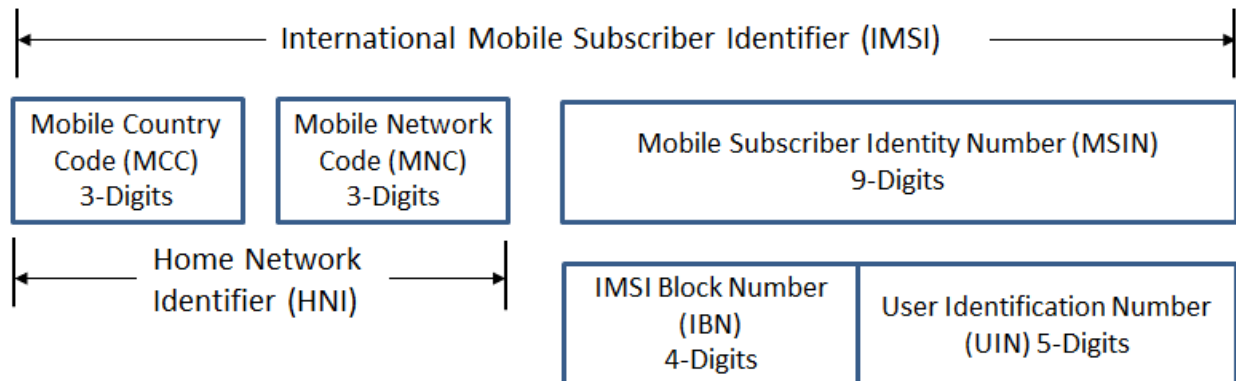 International Mobile Subscriber Identifier (IMSI)
Mobile Country
Code (MCC)
3-Digits
Mobile Network
Code (MNC)
3-Digits
Mobile Subscriber Identity Number (MSIN)
9-Digits
Home Network
Identifier (HNI)
IMSI Block Number
(IBN)
4-Digits
User Identification Number
(UIN) 5-Digits